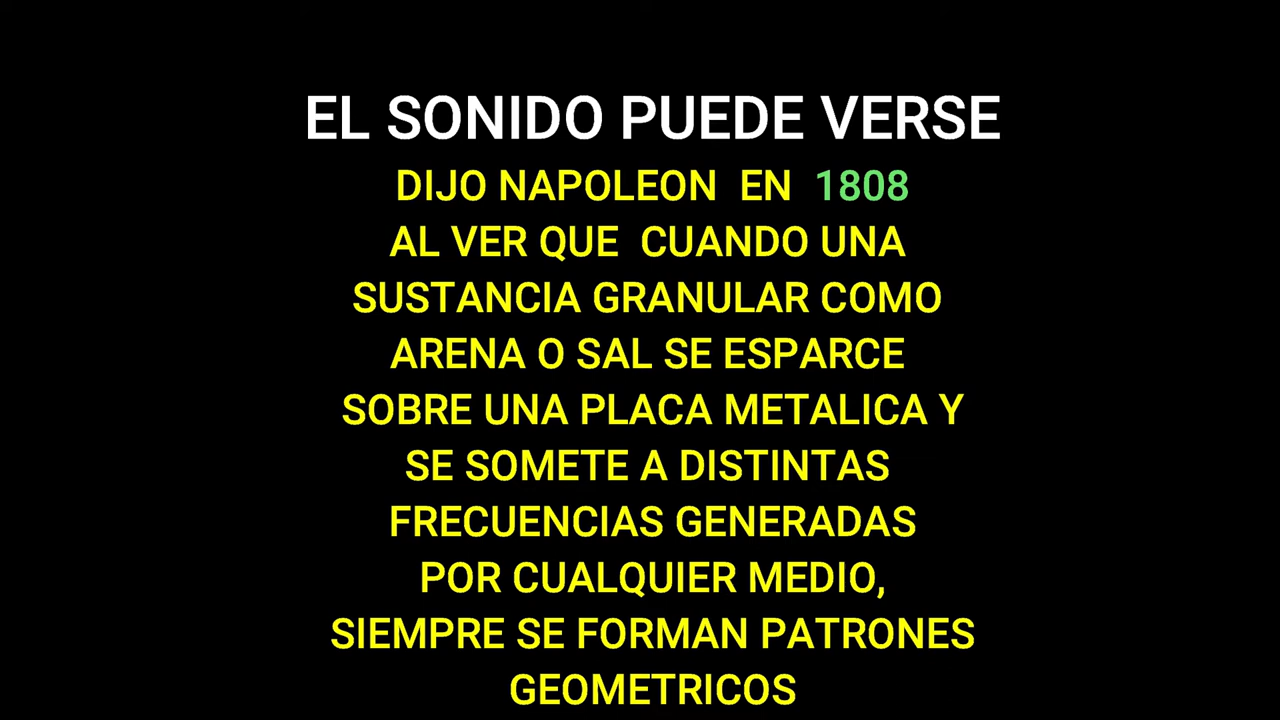 EL SONIDO PUEDE VERSE
DIJO NAPOLEON EN 1808
AL VER QUE CUANDO UNA
SUSTANCIA GRANULAR COMO
ARENA O SAL SE ESPARCE
SOBRE UNA PLACA METALICA Y
SE SOMETE A DISTINTAS
FRECUENCIAS GENERADAS
POR CUALQUIER MEDIO,
SIEMPRE SE FORMAN PATRONES
GEOMETRICOS